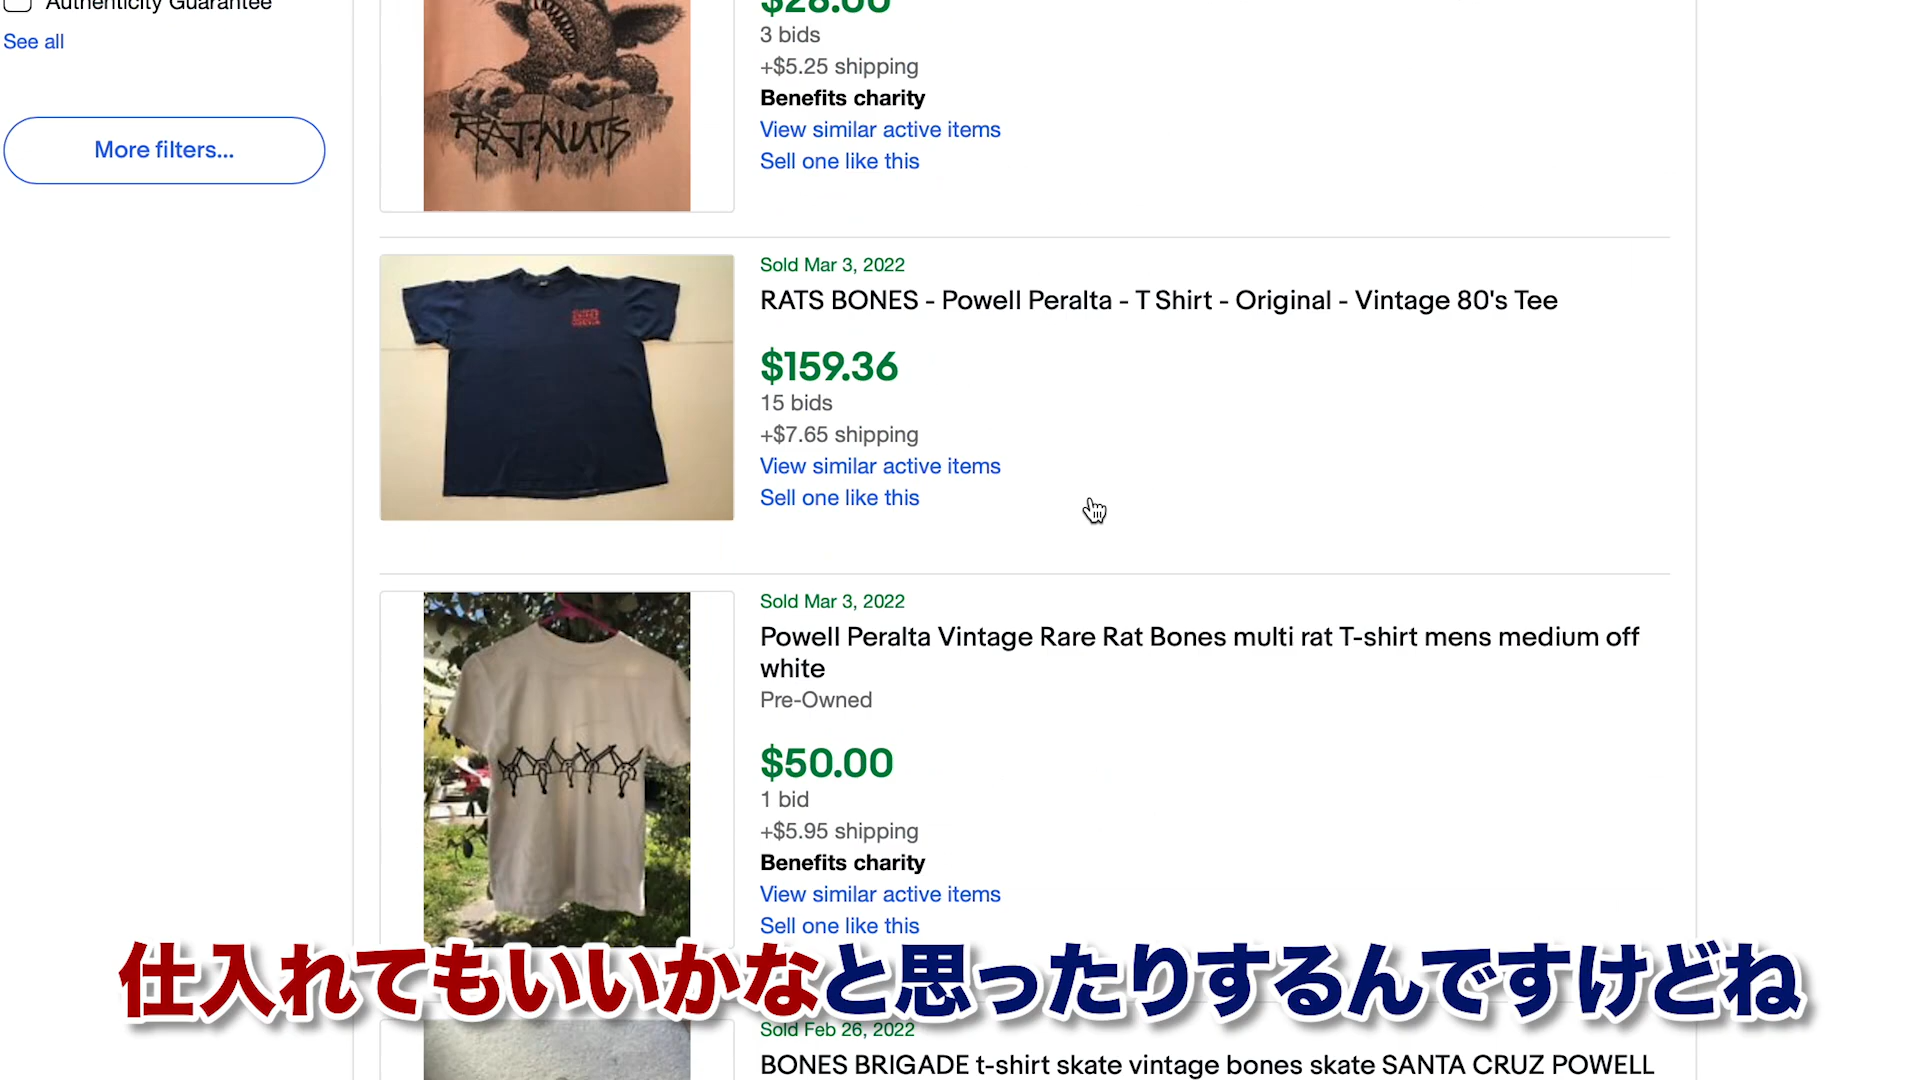 Authenticity Guarantee
See all
More filters...
$28.00
3 bids
+$5.25 shipping
Benefits charity
View similar active items
Sell one like this
RAT·NUTS
Sold Mar 3, 2022
RATS BONES - Powell Peralta - T Shirt - Original - Vintage 80's Tee
$159.36
15 bids
+$7.65 shipping
View similar active items
Sell one like this
Sold Mar 3, 2022
Powell Peralta Vintage Rare Rat Bones multi rat T-shirt mens medium off
white
Pre-Owned
$50.00
1 bid
+$5.95 shipping
Benefits charity
View similar active items
Sell one like this
仕入れてもいいかなと思ったりするんですけどね
Sold Feb 26, 2022
BONES BRIGADE t-shirt skate vintage bones skate SANTA CRUZ POWELL